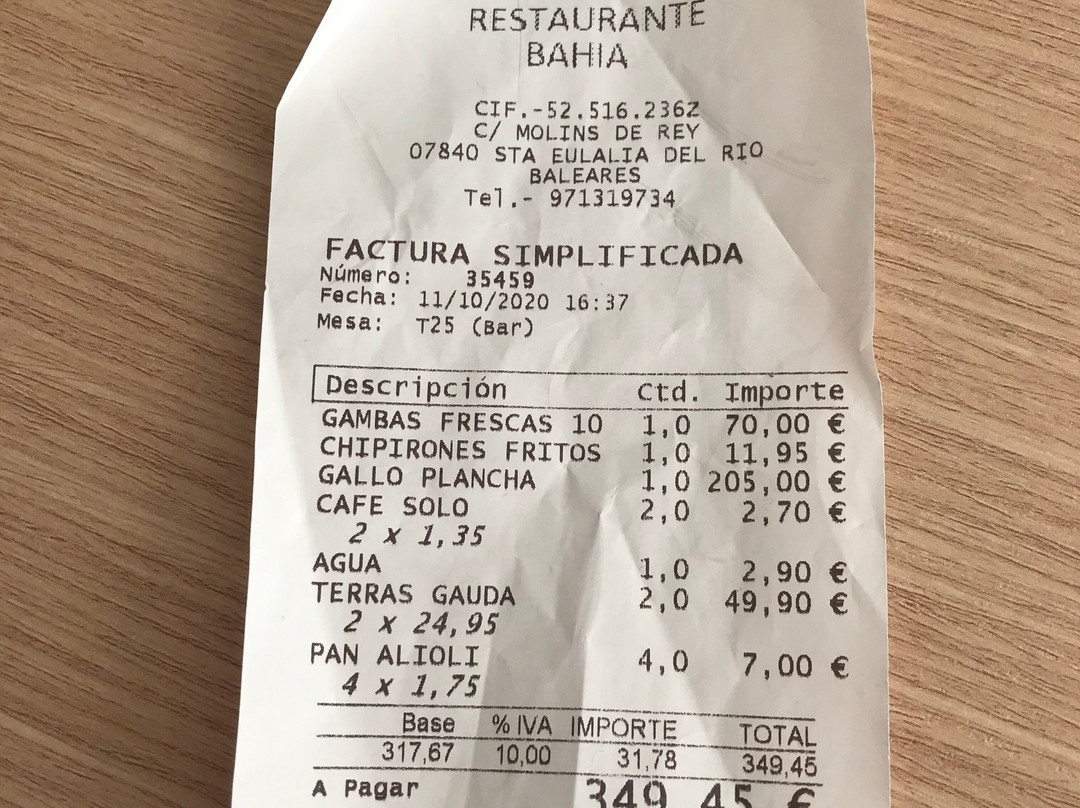 RESTAURANTE
BAHIA
CIF.-52.516.236Z
C/ MOLINS DE REY
07840 STA EULALIA DEL RIO
BALEARES
Tel.- 971319734
FACTURA SIMPLIFICADA
Número: 35459
Fecha: 11/10/2020 16:37
Mesa: T25 (Bar)
Descripción Ctd. Importe
GAMBAS FRESCAS 10 1,0 70,00 €
CHIPIRONES FRITOS 1,0 11,95 €
GALLO PLANCHA 1,0 205,00 €
CAFE SOLO 2,0 2,70 €
2 x 1,35
AGUA 1,0 2,90 €
TERRAS GAUDA 2,0 49,90 €
2 x 24,95
PAN ALIOLI 4,0 7,00 €
4 x 1,75
Base % IVA IMPORTE TOTAL
317,67 10,00 31,78 349,45
A Pagar 349,45 €